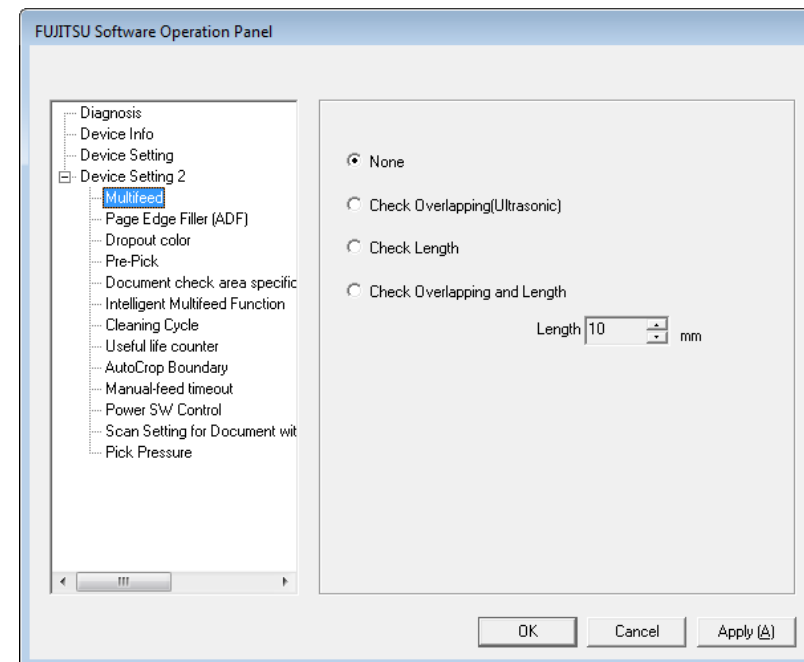 FUJITSU Software Operation Panel
Diagnosis
Device Info
Device Setting
Device Setting 2
Multifeed
Page Edge Filler (ADF)
Dropout color
Pre-Pick
Document check area specific
Intelligent Multifeed Function
Cleaning Cycle
Useful life counter
AutoCrop Boundary
Manual-feed timeout
Power SW Control
Scan Setting for Document wit
Pick Pressure
None
Check Overlapping(Ultrasonic)
Check Length
Check Overlapping and Length
Length 10 mm
OK Cancel Apply (A)